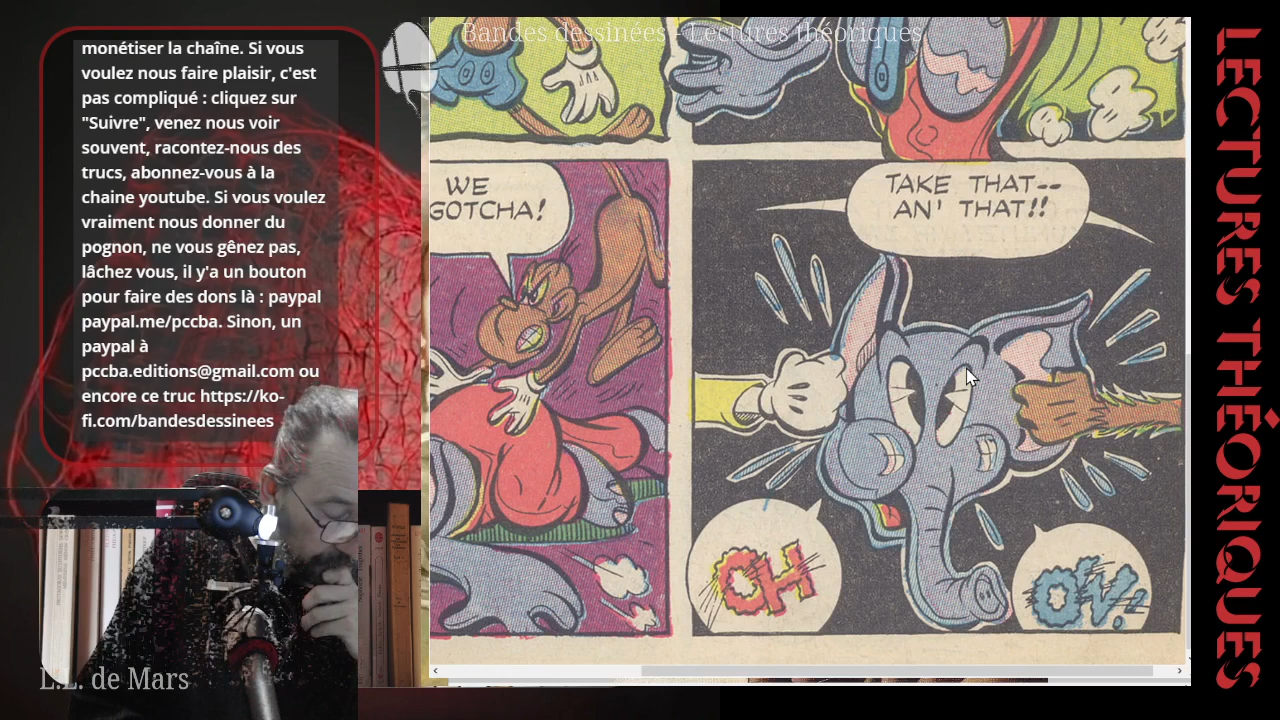 monétiser la chaîne. Si vous
voulez nous faire plaisir, c'est
pas compliqué : cliquez sur
"Suivre", venez nous voir
souvent, racontez-nous des
trucs, abonnez-vous à la
chaine youtube. Si vous voulez
vraiment nous donner du
pognon, ne vous gênez pas,
lâchez vous, il y'a un bouton
pour faire des dons là : paypal
paypal.me/pccba. Sinon, un
paypal à
pccba.editions@gmail.com ou
encore ce truc https://ko-
fi.com/bandesdessinees
L.L. de Mars
Bandes dessinées - Lectures théoriques
WE
GOTCHA!
TAKE THAT--
AN' THAT!!
OH
OW!
LECTURES THÉORIQUES